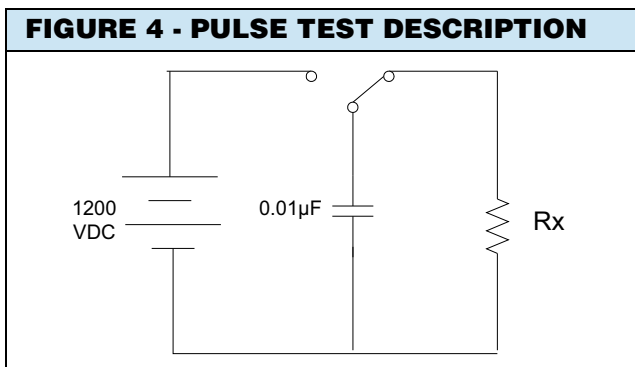 FIGURE 4 - PULSE TEST DESCRIPTION
1200
VDC
0.01µF
Rx